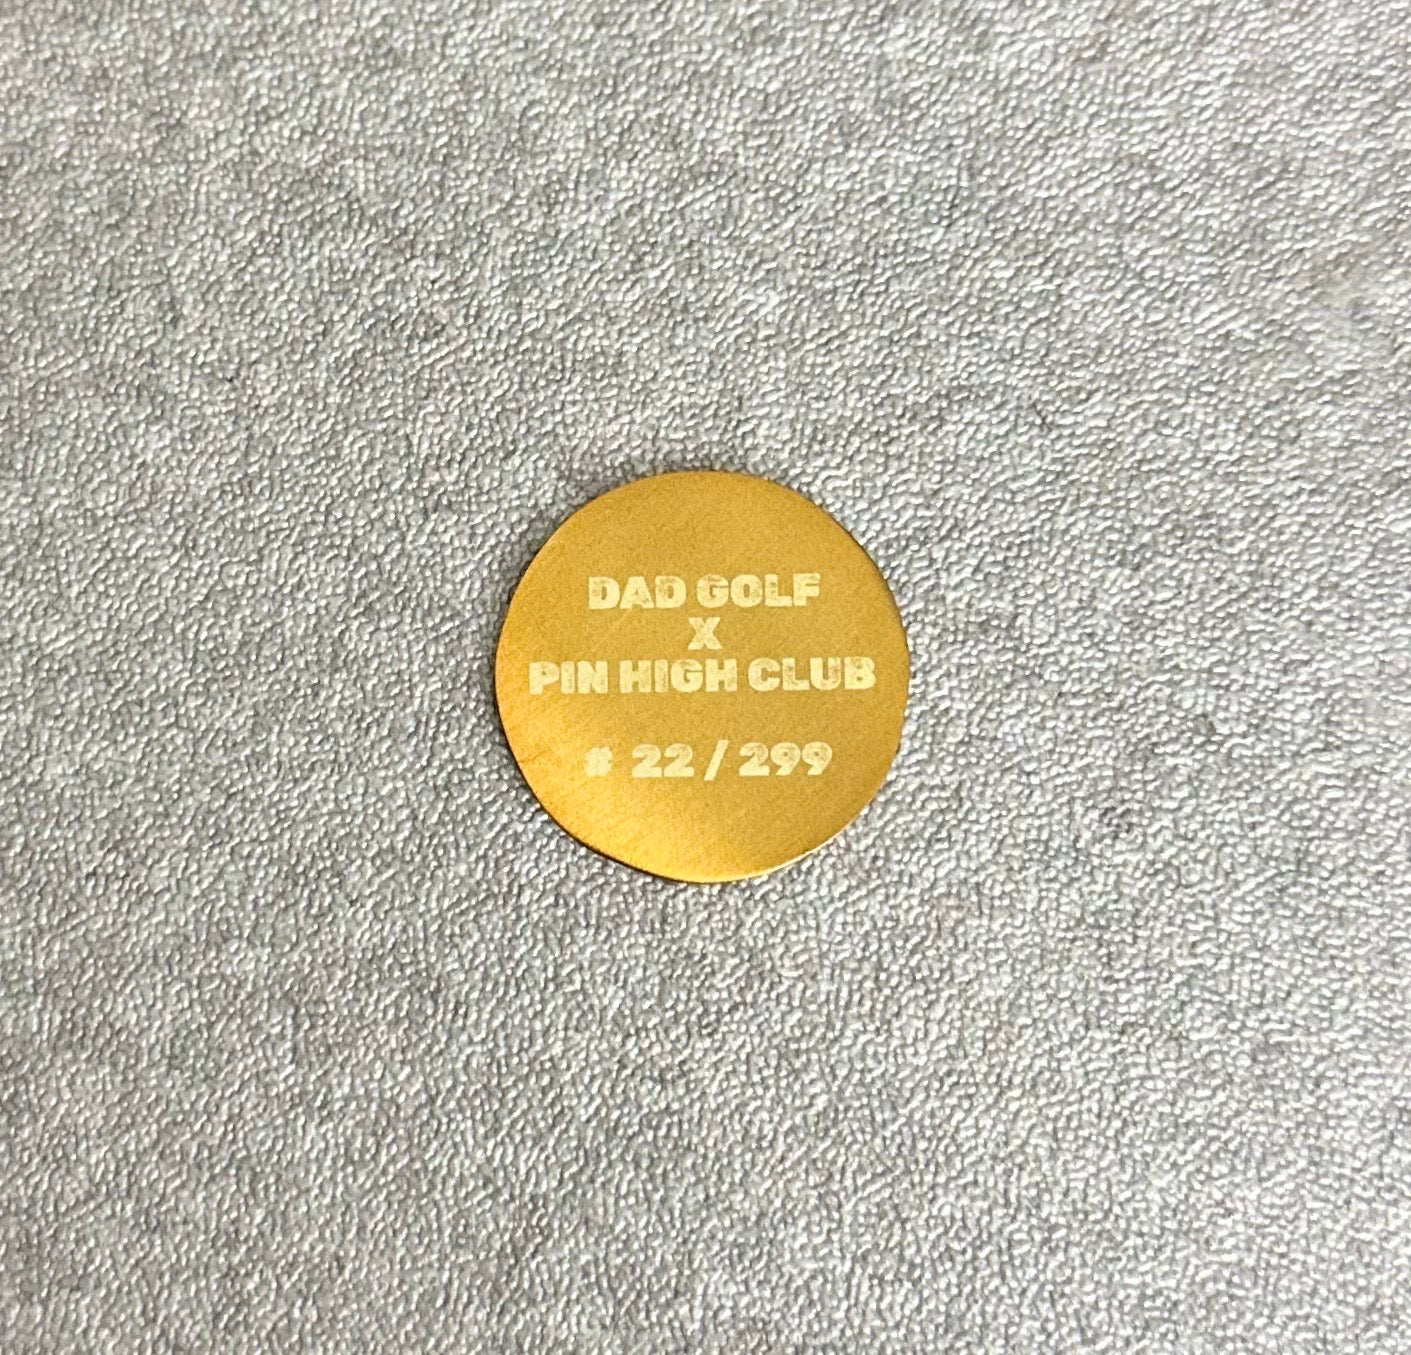 DAD GOLF
X
PIN HIGH CLUB
# 22 / 299